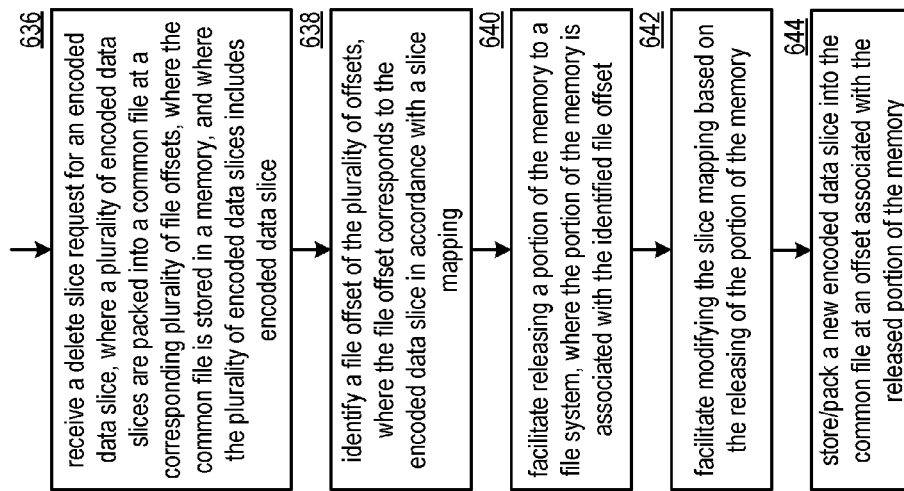 636
receive a delete slice request for an encoded
data slice, where a plurality of encoded data
slices are packed into a common file at a
corresponding plurality of file offsets, where the
common file is stored in a memory, and where
the plurality of encoded data slices includes
encoded data slice
638
identify a file offset of the plurality of offsets,
where the file offset corresponds to the
encoded data slice in accordance with a slice
mapping
640
facilitate releasing a portion of the memory to a
file system, where the portion of the memory is
associated with the identified file offset
642
facilitate modifying the slice mapping based on
the releasing of the portion of the memory
644
store/pack a new encoded data slice into the
common file at an offset associated with the
released portion of the memory